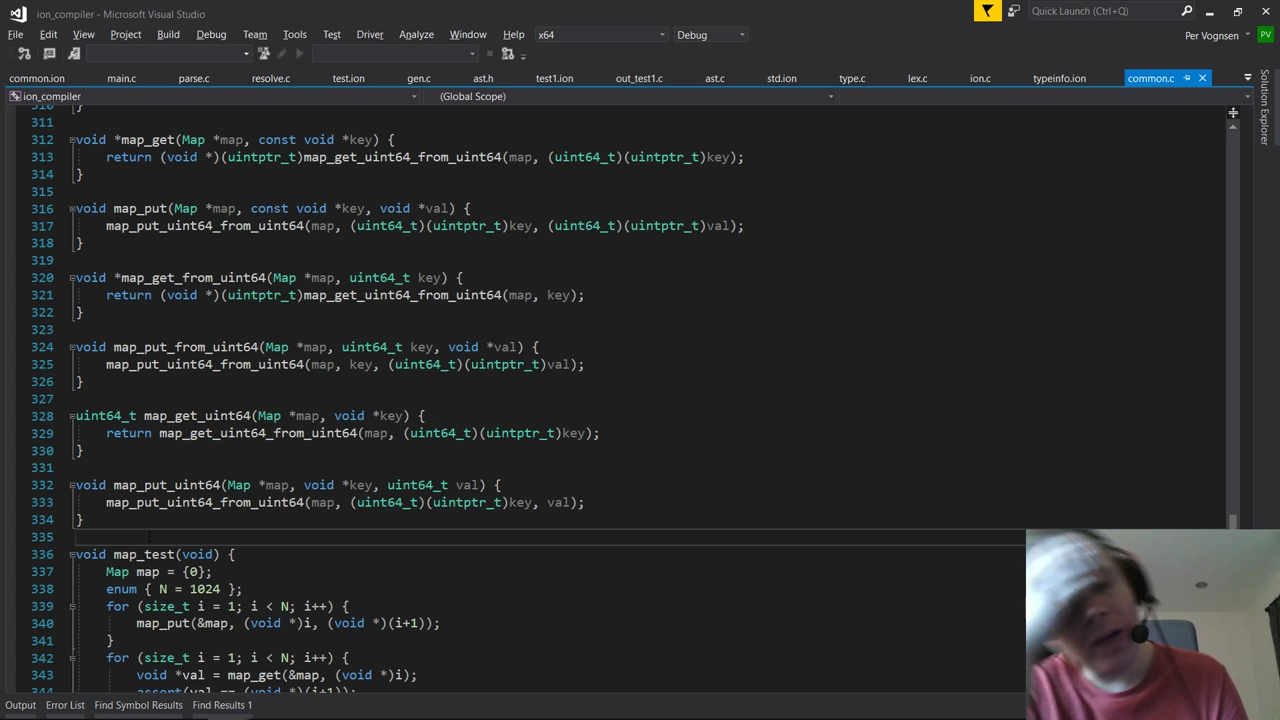 ion_compiler - Microsoft Visual Studio
Quick Launch (Ctrl+Q)
File Edit View Project Build Debug Team Tools Test Driver Analyze Window Help x64 Debug
Per Vognsen PV
common.ion main.c parse.c resolve.c test.ion gen.c ast.h test1.ion out_test1.c ast.c std.ion type.c lex.c ion.c typeinfo.ion common.c
ion_compiler (Global Scope)
Solution Explorer
310 }
311
312 void *map_get(Map *map, const void *key) {
313 return (void *)(uintptr_t)map_get_uint64_from_uint64(map, (uint64_t)(uintptr_t)key);
314 }
315
316 void map_put(Map *map, const void *key, void *val) {
317 map_put_uint64_from_uint64(map, (uint64_t)(uintptr_t)key, (uint64_t)(uintptr_t)val);
318 }
319
320 void *map_get_from_uint64(Map *map, uint64_t key) {
321 return (void *)(uintptr_t)map_get_uint64_from_uint64(map, key);
322 }
323
324 void map_put_from_uint64(Map *map, uint64_t key, void *val) {
325 map_put_uint64_from_uint64(map, key, (uint64_t)(uintptr_t)val);
326 }
327
328 uint64_t map_get_uint64(Map *map, void *key) {
329 return map_get_uint64_from_uint64(map, (uint64_t)(uintptr_t)key);
330 }
331
332 void map_put_uint64(Map *map, void *key, uint64_t val) {
333 map_put_uint64_from_uint64(map, (uint64_t)(uintptr_t)key, val);
334 }
335
336 void map_test(void) {
337 Map map = {0};
338 enum { N = 1024 };
339 for (size_t i = 1; i < N; i++) {
340 map_put(&map, (void *)i, (void *)(i+1));
341 }
342 for (size_t i = 1; i < N; i++) {
343 void *val = map_get(&map, (void *)i);
344 assert(val == (void *)(i+1));
Output Error List Find Symbol Results Find Results 1